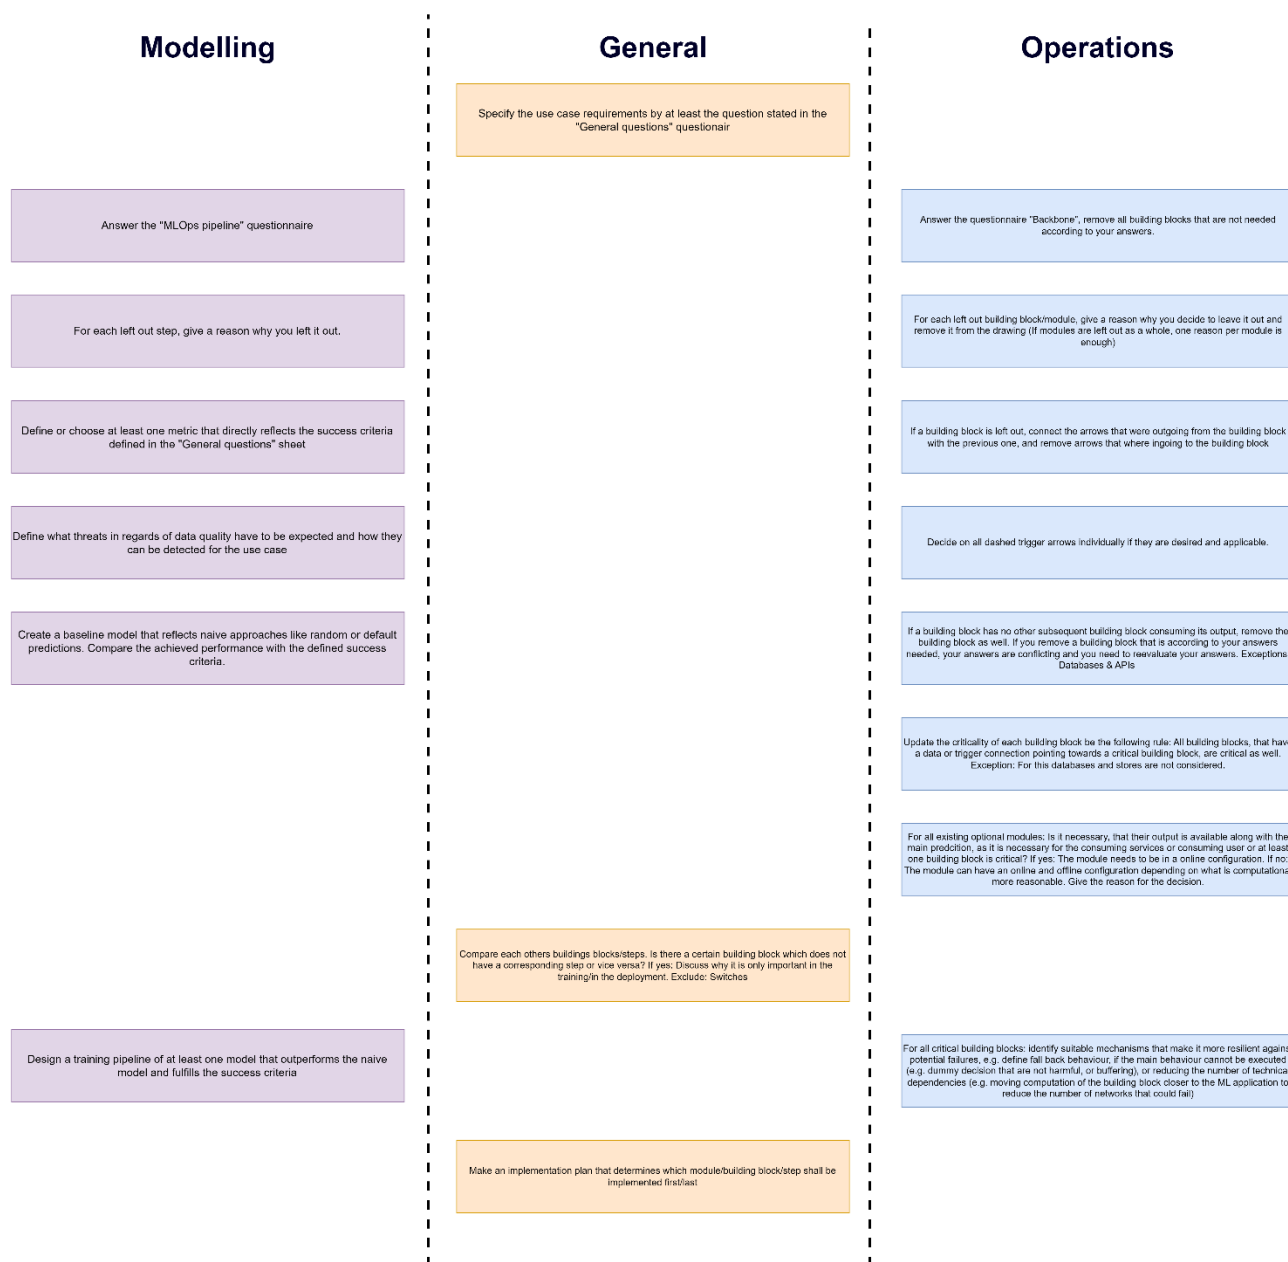 Modelling
General
Operations
Specify the use case requirements by at least the question stated in the
"General questions" questionair
Answer the "MLOps pipeline" questionnaire
Answer the questionnaire "Backbone", remove all building blocks that are not needed
according to your answers.
For each left out step, give a reason why you left it out.
For each left out building block/module, give a reason why you decide to leave it out and
remove it from the drawing (If modules are left out as a whole, one reason per module is
enough)
Define or choose at least one metric that directly reflects the success criteria
defined in the "General questions" sheet
If a building block is left out, connect the arrows that were outgoing from the building block
with the previous one, and remove arrows that where ingoing to the building block
Define what threats in regards of data quality have to be expected and how they
can be detected for the use case
Decide on all dashed trigger arrows individually if they are desired and applicable.
Create a baseline model that reflects naive approaches like random or default
predictions. Compare the achieved performance with the defined success
criteria.
If a building block has no other subsequent building block consuming its output, remove the
building block as well. If you remove a building block that is according to your answers
needed, your answers are conflicting and you need to reevaluate your answers. Exceptions
Databases & APIs
Update the criticality of each building block be the following rule: All building blocks, that hav
a data or trigger connection pointing towards a critical building block, are critical as well.
Exception: For this databases and stores are not considered.
For all existing optional modules: Is it necessary, that their output is available along with the
main predcition, as it is necessary for the consuming services or consuming user or at least
one building block is critical? If yes: The module needs to be in a online configuration. If no:
The module can have an online and offline configuration depending on what is computationa
more reasonable. Give the reason for the decision.
Compare each others buildings blocks/steps. Is there a certain building block which does not
have a corresponding step or vice versa? If yes: Discuss why it is only important in the
training/in the deployment. Exclude: Switches
Design a training pipeline of at least one model that outperforms the naive
model and fulfills the success criteria
For all critical building blocks: identify suitable mechanisms that make it more resilient agains
potential failures, e.g. define fall back behaviour, if the main behaviour cannot be executed
(e.g. dummy decision that are not harmful, or buffering), or reducing the number of technica
dependencies (e.g. moving computation of the building block closer to the ML application to
reduce the number of networks that could fail)
Make an implementation plan that determines which module/building block/step shall be
implemented first/last